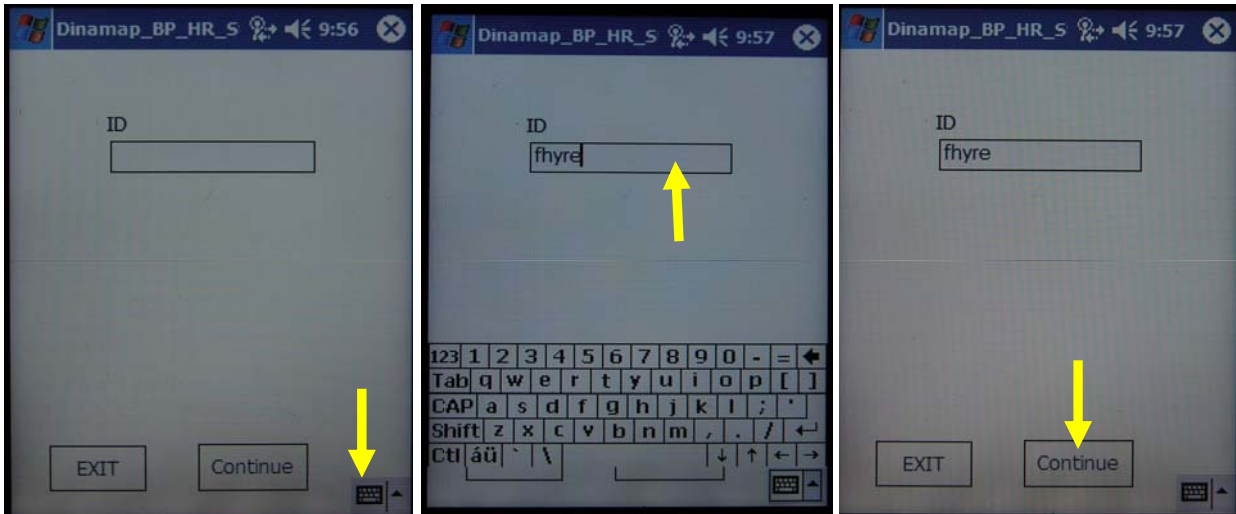 Dinamap_BP_HR_S 9:56
ID
EXIT Continue
Dinamap_BP_HR_S 9:57
ID
fhyre
123 1 2 3 4 5 6 7 8 9 0 - =
Tab q w e r t y u i o p [ ]
CAP a s d f g h j k l ; '
Shift z x c v b n m , . /
Ctl áü ` \
Dinamap_BP_HR_S 9:57
ID
fhyre
EXIT Continue